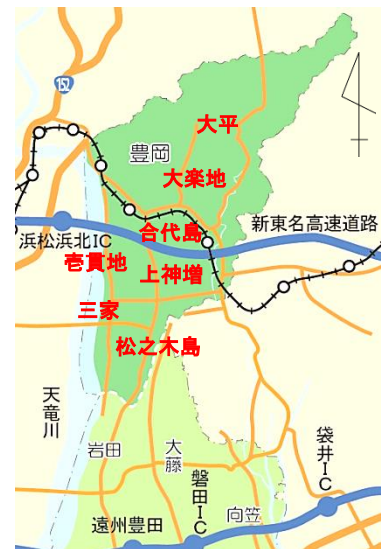 152
大平
豊岡
大楽地
合代島
新東名高速道路
浜松浜北IC
壱貫地
上神増
三家
松之木島
天竜川
岩田
大藤
袋井IC
磐田IC
向笠
遠州豊田